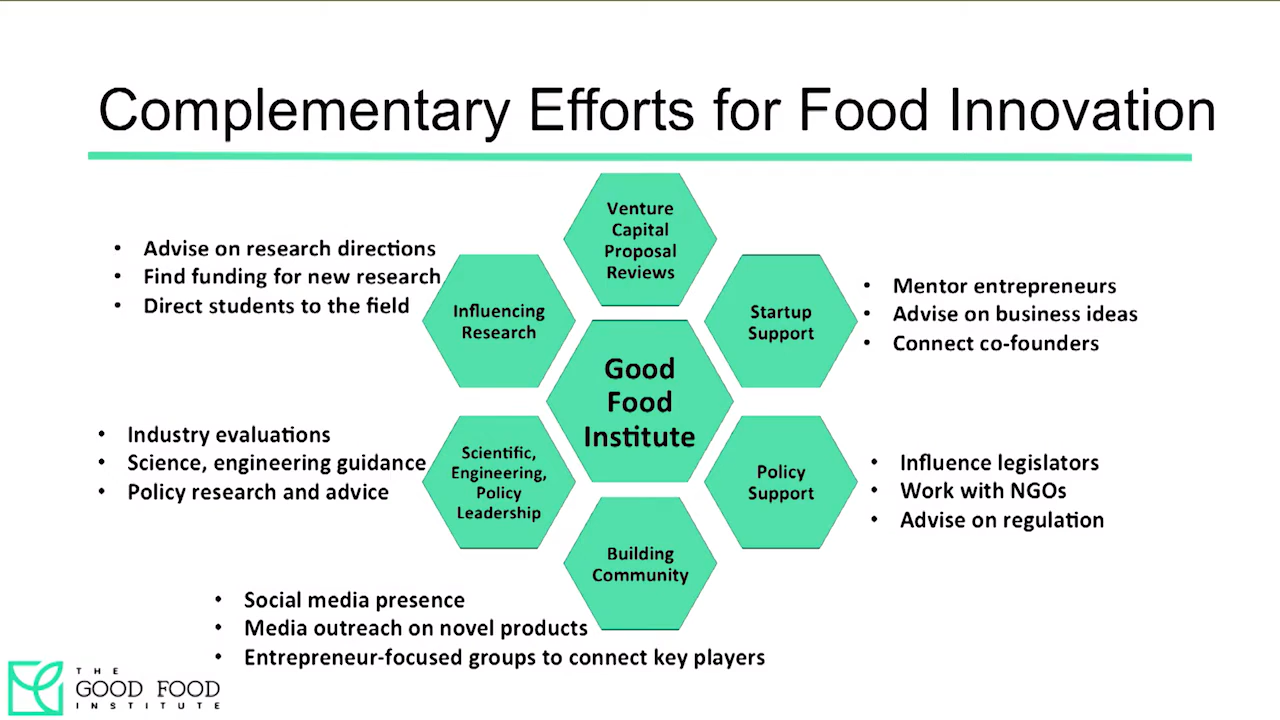 Complementary Efforts for Food Innovation
Venture
Capital
Proposal
Reviews
• Advise on research directions
• Find funding for new research
• Direct students to the field
Influencing
Research
Startup
Support
• Mentor entrepreneurs
• Advise on business ideas
• Connect co-founders
Good
Food
Institute
• Industry evaluations
• Science, engineering guidance
• Policy research and advice
Scientific,
Engineering,
Policy
Leadership
Policy
Support
• Influence legislators
• Work with NGOs
• Advise on regulation
Building
Community
• Social media presence
• Media outreach on novel products
• Entrepreneur-focused groups to connect key players
THE
GOOD FOOD
INSTITUTE